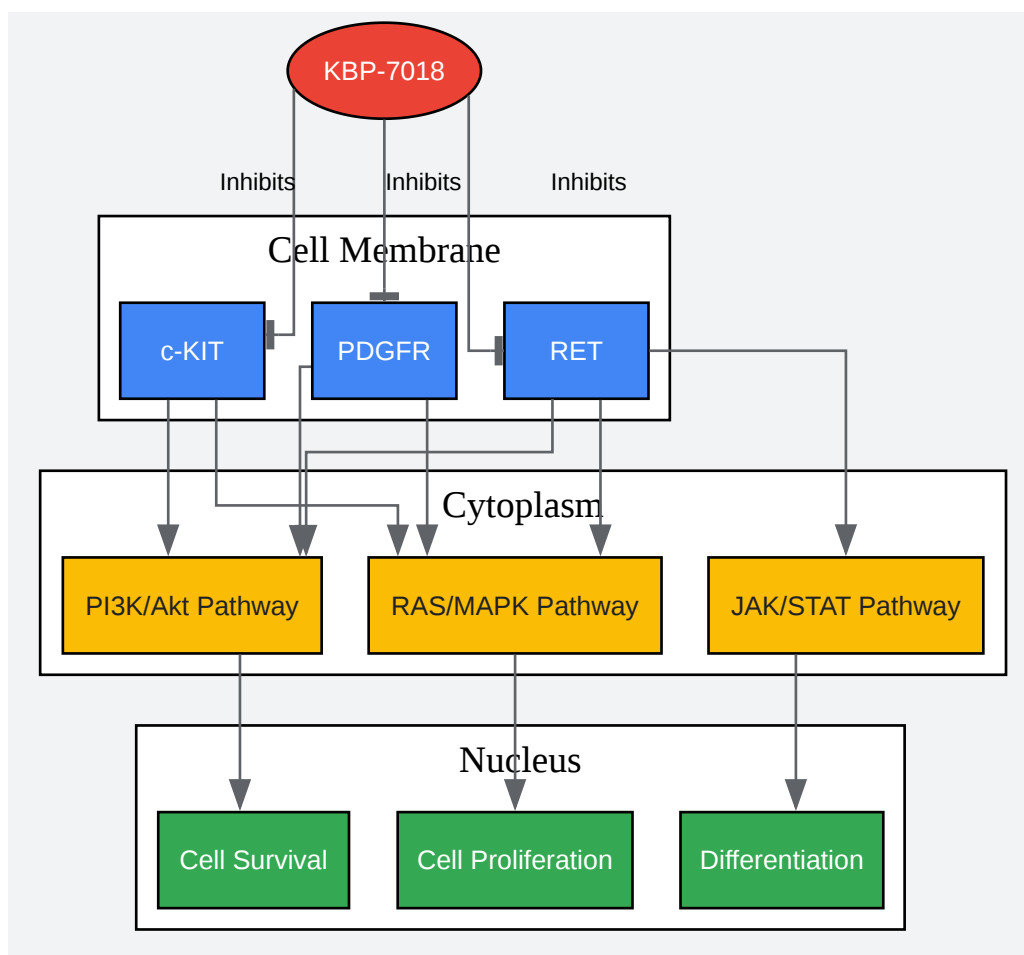 KBP-7018
Inhibits
Inhibits
Inhibits
Cell Membrane
c-KIT
PDGFR
RET
Cytoplasm
PI3K/Akt Pathway
RAS/MAPK Pathway
JAK/STAT Pathway
Nucleus
Cell Survival
Cell Proliferation
Differentiation